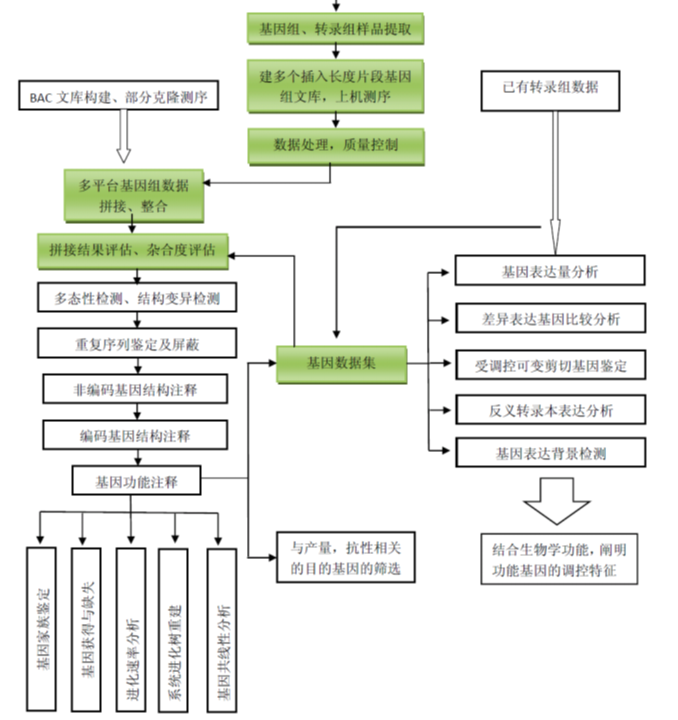 基因组、转录组样品提取
建多个插入长度片段基因
组文库，上机测序
已有转录组数据
BAC 文库构建、部分克隆测序
数据处理，质量控制
多平台基因组数据
拼接、整合
拼接结果评估、杂合度评估
基因表达量分析
多态性检测、结构变异检测
差异表达基因比较分析
重复序列鉴定及屏蔽
基因数据集
受调控可变剪切基因鉴定
非编码基因结构注释
反义转录本表达分析
编码基因结构注释
基因表达背景检测
基因功能注释
与产量，抗性相关
的目的基因的筛选
结合生物学功能，阐明
功能基因的调控特征
基因家族鉴定
基因获得与缺失
进化速率分析
系统进化树重建
基因共线性分析